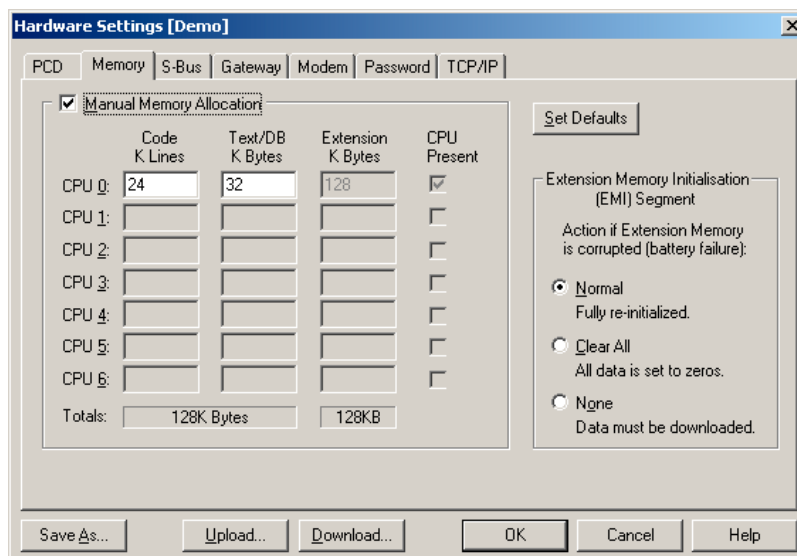 Hardware Settings [Demo]
PCD Memory S-Bus Gateway Modem Password TCP/IP
Manual Memory Allocation
Set Defaults
Code Text/DB Extension CPU
K Lines K Bytes K Bytes Present
CPU 0: 24 32 128
CPU 1:
CPU 2:
CPU 3:
CPU 4:
CPU 5:
CPU 6:
Totals: 128K Bytes 128KB
Extension Memory Initialisation
(EMI) Segment
Action if Extension Memory
is corrupted (battery failure):
Normal
Fully re-initialized.
Clear All
All data is set to zeros.
None
Data must be downloaded.
Save As... Upload... Download... OK Cancel Help